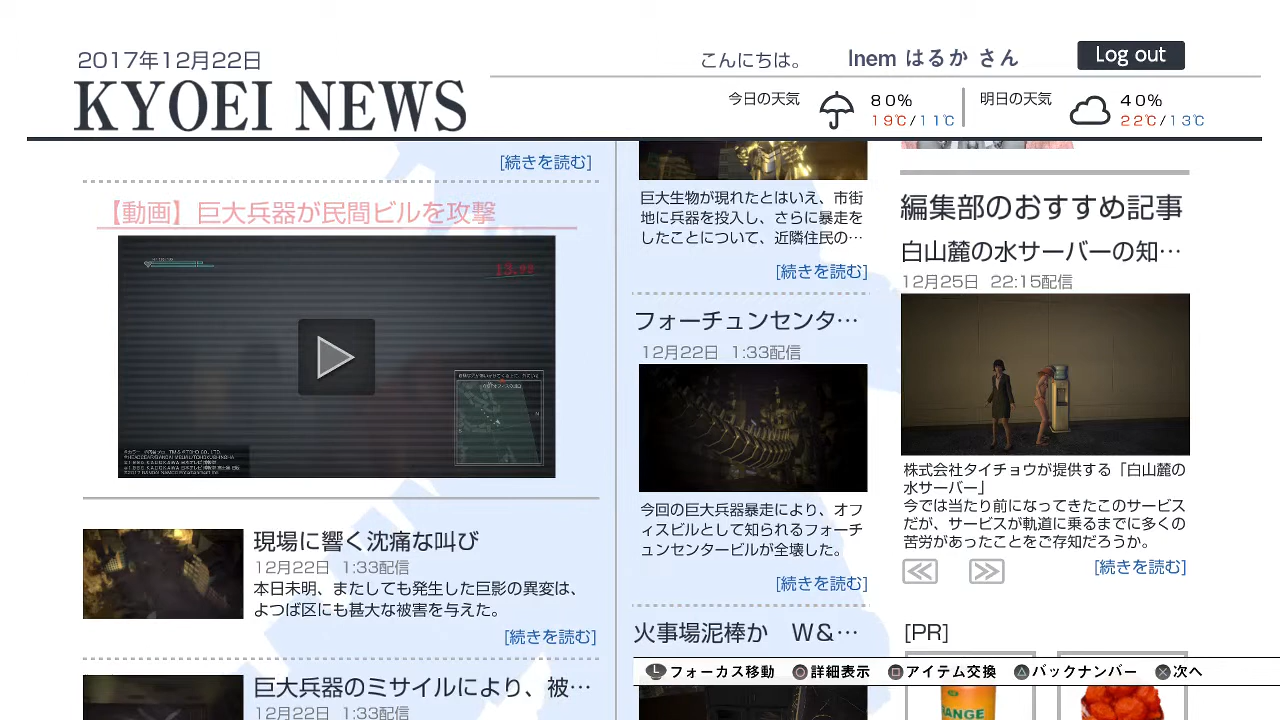 2017年12月22日
KYOEI NEWS
こんにちは。
Inem はるか さん
Log out
今日の天気
80%
19℃/11℃
明日の天気
40%
22℃/13℃
[続きを読む]
【動画】巨大兵器が民間ビルを攻撃
13.99
現場に響く沈痛な叫び
12月22日 1:33配信
本日未明、またしても発生した巨影の異変は、
よつば区にも甚大な被害を与えた。
[続きを読む]
巨大兵器のミサイルにより、被…
12月22日 1:33配信
巨大生物が現れたとはいえ、市街
地に兵器を投入し、さらに暴走を
したことについて、近隣住民の…
[続きを読む]
フォーチュンセンタ…
12月22日 1:33配信
今回の巨大兵器暴走により、オフ
ィスビルとして知られるフォーチ
ュンセンタービルが全壊した。
[続きを読む]
火事場泥棒か W&…
編集部のおすすめ記事
白山麓の水サーバーの知…
12月25日 22:15配信
株式会社タイチョウが提供する「白山麓の
水サーバー」
今では当たり前になってきたこのサービス
だが、サービスが軌道に乗るまでに多くの
苦労があったことをご存知だろうか。
[続きを読む]
[PR]
L フォーカス移動 詳細表示 アイテム交換 バックナンバー 次へ
ANGE